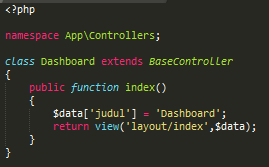 <?php
namespace App\Controllers;
class Dashboard extends BaseController
{
    public function index()
    {
        $data['judul'] = 'Dashboard';
        return view('layout/index',$data);
    }
}